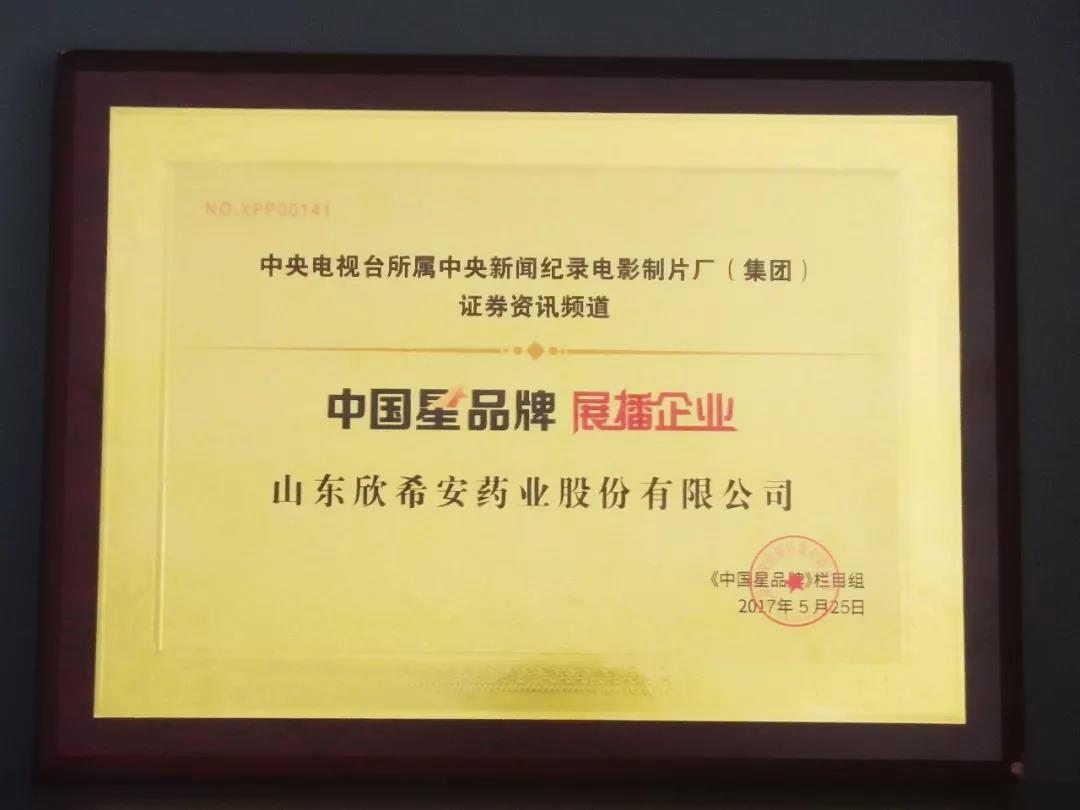 NO.XPP00141
中央电视台所属中央新闻纪录电影制片厂（集团）
证券资讯频道
中国星品牌 展播企业
山东欣希安药业股份有限公司
《中国星品牌》栏目组
2017年5月25日